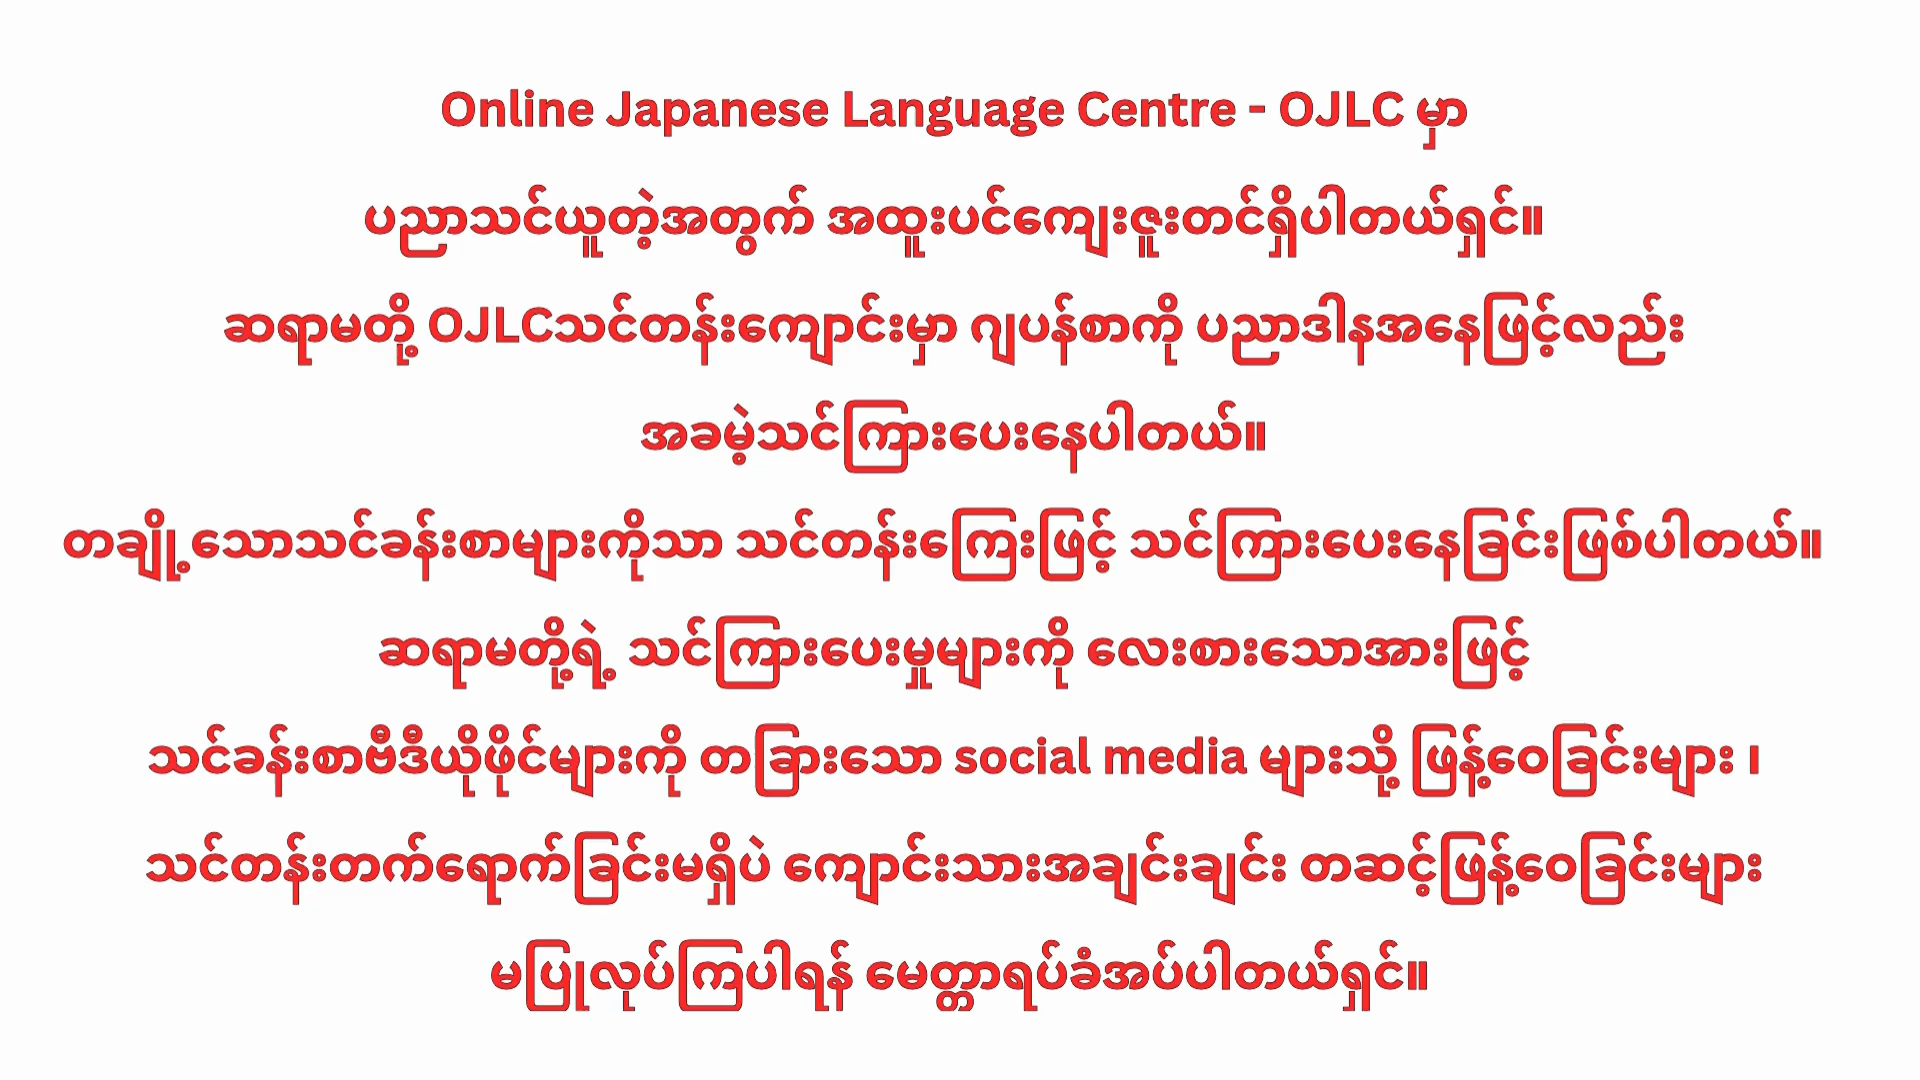 Online Japanese Language Centre - OJLC မှာ
ပညာသင်ယူတဲ့အတွက် အထူးပင်ကျေးဇူးတင်ရှိပါတယ်ရှင်။
ဆရာမတို့ OJLCသင်တန်းကျောင်းမှာ ဂျပန်စာကို ပညာဒါနအနေဖြင့်လည်း
အခမဲ့သင်ကြားပေးနေပါတယ်။
တချို့သောသင်ခန်းစာများကိုသာ သင်တန်းကြေးဖြင့် သင်ကြားပေးနေခြင်းဖြစ်ပါတယ်။
ဆရာမတို့ရဲ့ သင်ကြားပေးမှုများကို လေးစားသောအားဖြင့်
သင်ခန်းစာဗီဒီယိုဖိုင်များကို တခြားသော social media များသို့ ဖြန့်ဝေခြင်းများ ၊
သင်တန်းတက်ရောက်ခြင်းမရှိပဲ ကျောင်းသားအချင်းချင်း တဆင့်ဖြန့်ဝေခြင်းများ
မပြုလုပ်ကြပါရန် မေတ္တာရပ်ခံအပ်ပါတယ်ရှင်။